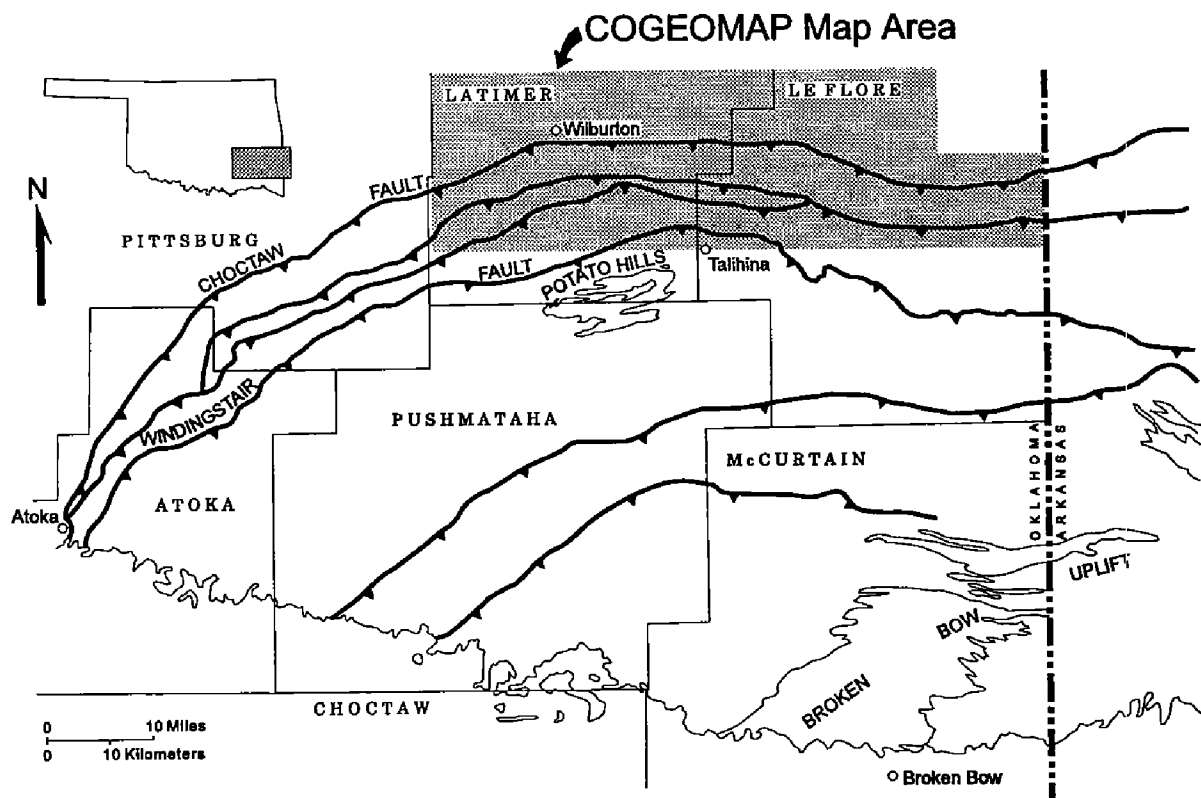 COGEOMAP Map Area
LATIMER
LE FLORE
Wilburton
N
FAULT
PITTSBURG
CHOCTAW
FAULT
Talihina
POTATO HILLS
WINDINGSTAIR
PUSHMATAHA
McCURTAIN
OKLAHOMA
ARKANSAS
Atoka
ATOKA
UPLIFT
BOW
BROKEN
CHOCTAW
0 10 Miles
0 10 Kilometers
Broken Bow